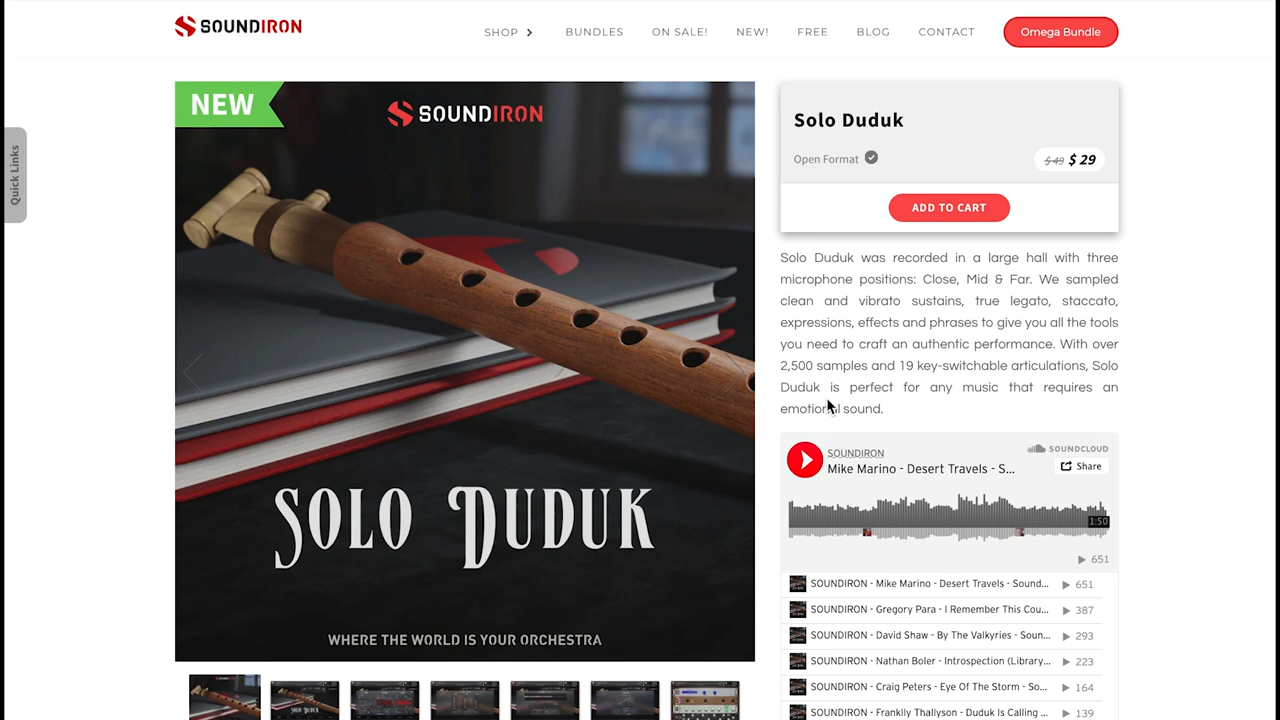 SOUNDIRON
SHOP
BUNDLES
ON SALE!
NEW!
FREE
BLOG
CONTACT
Omega Bundle
Quick Links
NEW
SOUNDIRON
SOLO DUDUK
WHERE THE WORLD IS YOUR ORCHESTRA
Solo Duduk
Open Format
$ 49 $ 29
ADD TO CART
Solo Duduk was recorded in a large hall with three
microphone positions: Close, Mid & Far. We sampled
clean and vibrato sustains, true legato, staccato,
expressions, effects and phrases to give you all the tools
you need to craft an authentic performance. With over
2,500 samples and 19 key-switchable articulations, Solo
Duduk is perfect for any music that requires an
emotional sound.
SOUNDIRON
SOUNDCLOUD
Mike Marino - Desert Travels - S...
Share
1:50
651
SOUNDIRON - Mike Marino - Desert Travels - Sound... 651
SOUNDIRON - Gregory Para - I Remember This Cou... 387
SOUNDIRON - David Shaw - By The Valkyries - Soun... 293
SOUNDIRON - Nathan Boler - Introspection (Library... 223
SOUNDIRON - Craig Peters - Eye Of The Storm - So... 164
SOUNDIRON - Franklly Thallyson - Duduk Is Calling ... 139